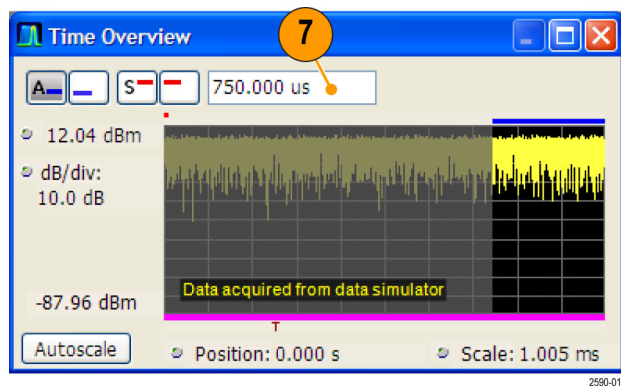 Time Overview
7
A
S
750.000 us
12.04 dBm
dB/div:
10.0 dB
-87.96 dBm
Data acquired from data simulator
T
Autoscale
Position: 0.000 s
Scale: 1.005 ms
2590-01